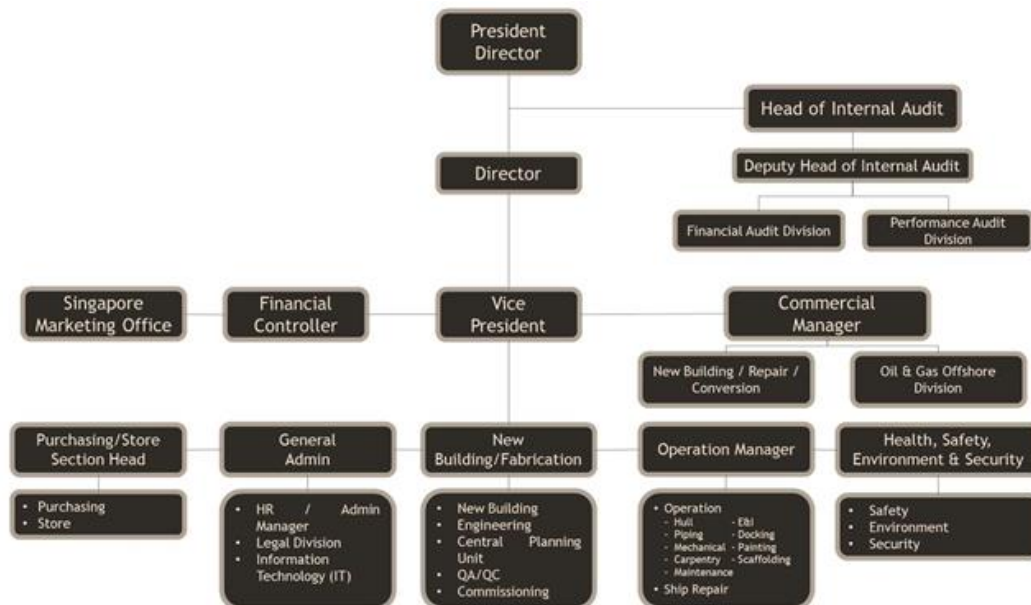 President
Director
Head of Internal Audit
Director
Deputy Head of Internal Audit
Financial Audit Division
Performance Audit
Division
Singapore
Marketing Office
Financial
Controller
Vice
President
Commercial
Manager
New Building / Repair /
Conversion
Oil & Gas Offshore
Division
Purchasing/Store
Section Head
General
Admin
New
Building/Fabrication
Operation Manager
Health, Safety,
Environment & Security
• Purchasing
• Store
• HR / Admin
Manager
• Legal Division
• Information
Technology (IT)
• New Building
• Engineering
• Central Planning
Unit
• QA/QC
• Commissioning
• Operation
- Hull - E&I
- Piping - Docking
- Mechanical - Painting
- Carpentry - Scaffolding
- Maintenance
• Ship Repair
• Safety
• Environment
• Security